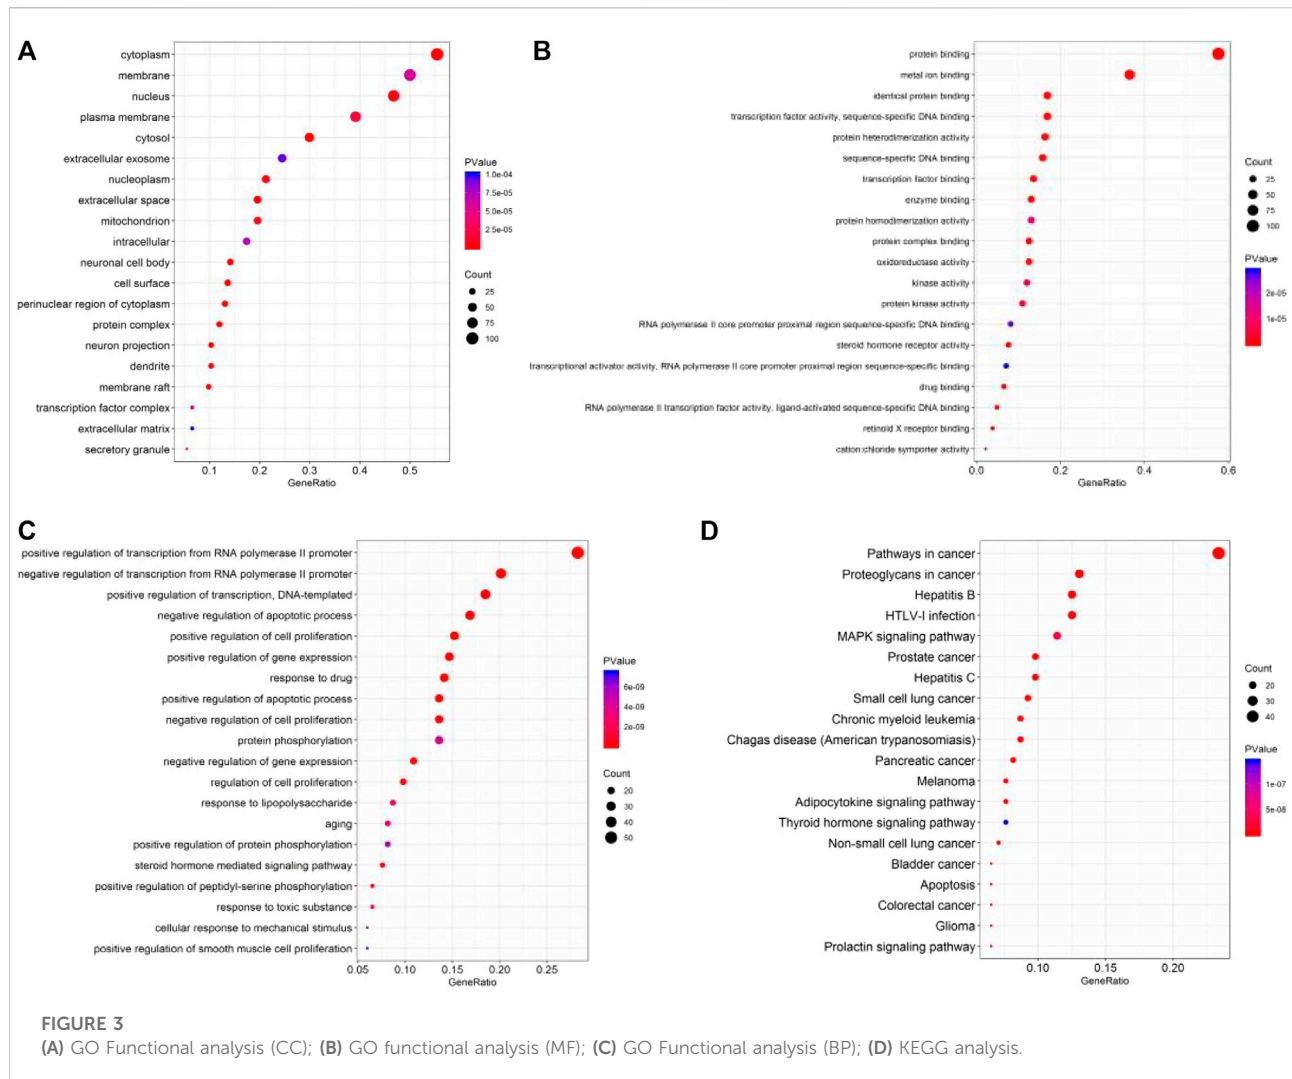 A
cytoplasm
membrane
nucleus
plasma membrane
cytosol
extracellular exosome
nucleoplasm
extracellular space
mitochondrion
intracellular
neuronal cell body
cell surface
perinuclear region of cytoplasm
protein complex
neuron projection
dendrite
membrane raft
transcription factor complex
extracellular matrix
secretory granule
0.1 0.2 0.3 0.4 0.5
GeneRatio
PValue
1.0e-04
7.5e-05
5.0e-05
2.5e-05
Count
25
50
75
100
B
protein binding
metal ion binding
identical protein binding
transcription factor activity, sequence-specific DNA binding
protein heterodimerization activity
sequence-specific DNA binding
transcription factor binding
enzyme binding
protein homodimerization activity
protein complex binding
oxidoreductase activity
kinase activity
protein kinase activity
RNA polymerase II core promoter proximal region sequence-specific DNA binding
steroid hormone receptor activity
transcriptional activator activity, RNA polymerase II core promoter proximal region sequence-specific binding
drug binding
RNA polymerase II transcription factor activity, ligand-activated sequence-specific DNA binding
retinoid X receptor binding
cation:chloride symporter activity
0.0 0.2 0.4 0.6
GeneRatio
Count
25
50
75
100
PValue
2e-05
1e-05
C
positive regulation of transcription from RNA polymerase II promoter
negative regulation of transcription from RNA polymerase II promoter
positive regulation of transcription, DNA-templated
negative regulation of apoptotic process
positive regulation of cell proliferation
positive regulation of gene expression
response to drug
positive regulation of apoptotic process
negative regulation of cell proliferation
protein phosphorylation
negative regulation of gene expression
regulation of cell proliferation
response to lipopolysaccharide
aging
positive regulation of protein phosphorylation
steroid hormone mediated signaling pathway
positive regulation of peptidyl-serine phosphorylation
response to toxic substance
cellular response to mechanical stimulus
positive regulation of smooth muscle cell proliferation
0.05 0.10 0.15 0.20 0.25
GeneRatio
PValue
6e-09
4e-09
2e-09
Count
20
30
40
50
D
Pathways in cancer
Proteoglycans in cancer
Hepatitis B
HTLV-I infection
MAPK signaling pathway
Prostate cancer
Hepatitis C
Small cell lung cancer
Chronic myeloid leukemia
Chagas disease (American trypanosomiasis)
Pancreatic cancer
Melanoma
Adipocytokine signaling pathway
Thyroid hormone signaling pathway
Non-small cell lung cancer
Bladder cancer
Apoptosis
Colorectal cancer
Glioma
Prolactin signaling pathway
0.10 0.15 0.20
GeneRatio
Count
20
30
40
PValue
1e-07
5e-08
FIGURE 3
(A) GO Functional analysis (CC); (B) GO functional analysis (MF); (C) GO Functional analysis (BP); (D) KEGG analysis.